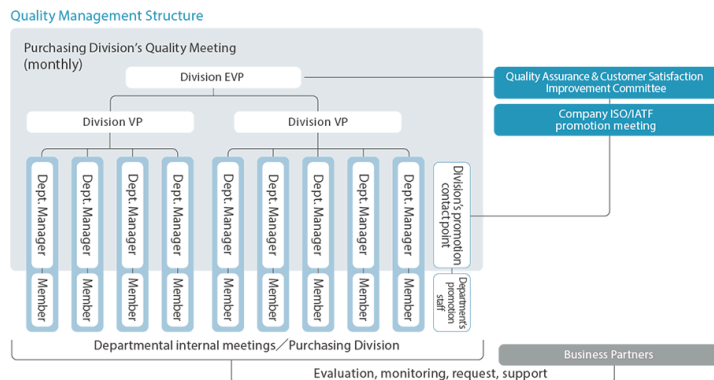 Quality Management Structure
Purchasing Division's Quality Meeting
(monthly)
Division EVP
Quality Assurance & Customer Satisfaction
Improvement Committee
Company ISO/IATF
promotion meeting
Division VP
Division VP
Dept. Manager
Dept. Manager
Dept. Manager
Dept. Manager
Dept. Manager
Dept. Manager
Dept. Manager
Dept. Manager
Dept. Manager
Division's promotion
contact point
Member
Member
Member
Member
Member
Member
Member
Member
Member
Department's
promotion
staff
Departmental internal meetings/Purchasing Division
Business Partners
Evaluation, monitoring, request, support